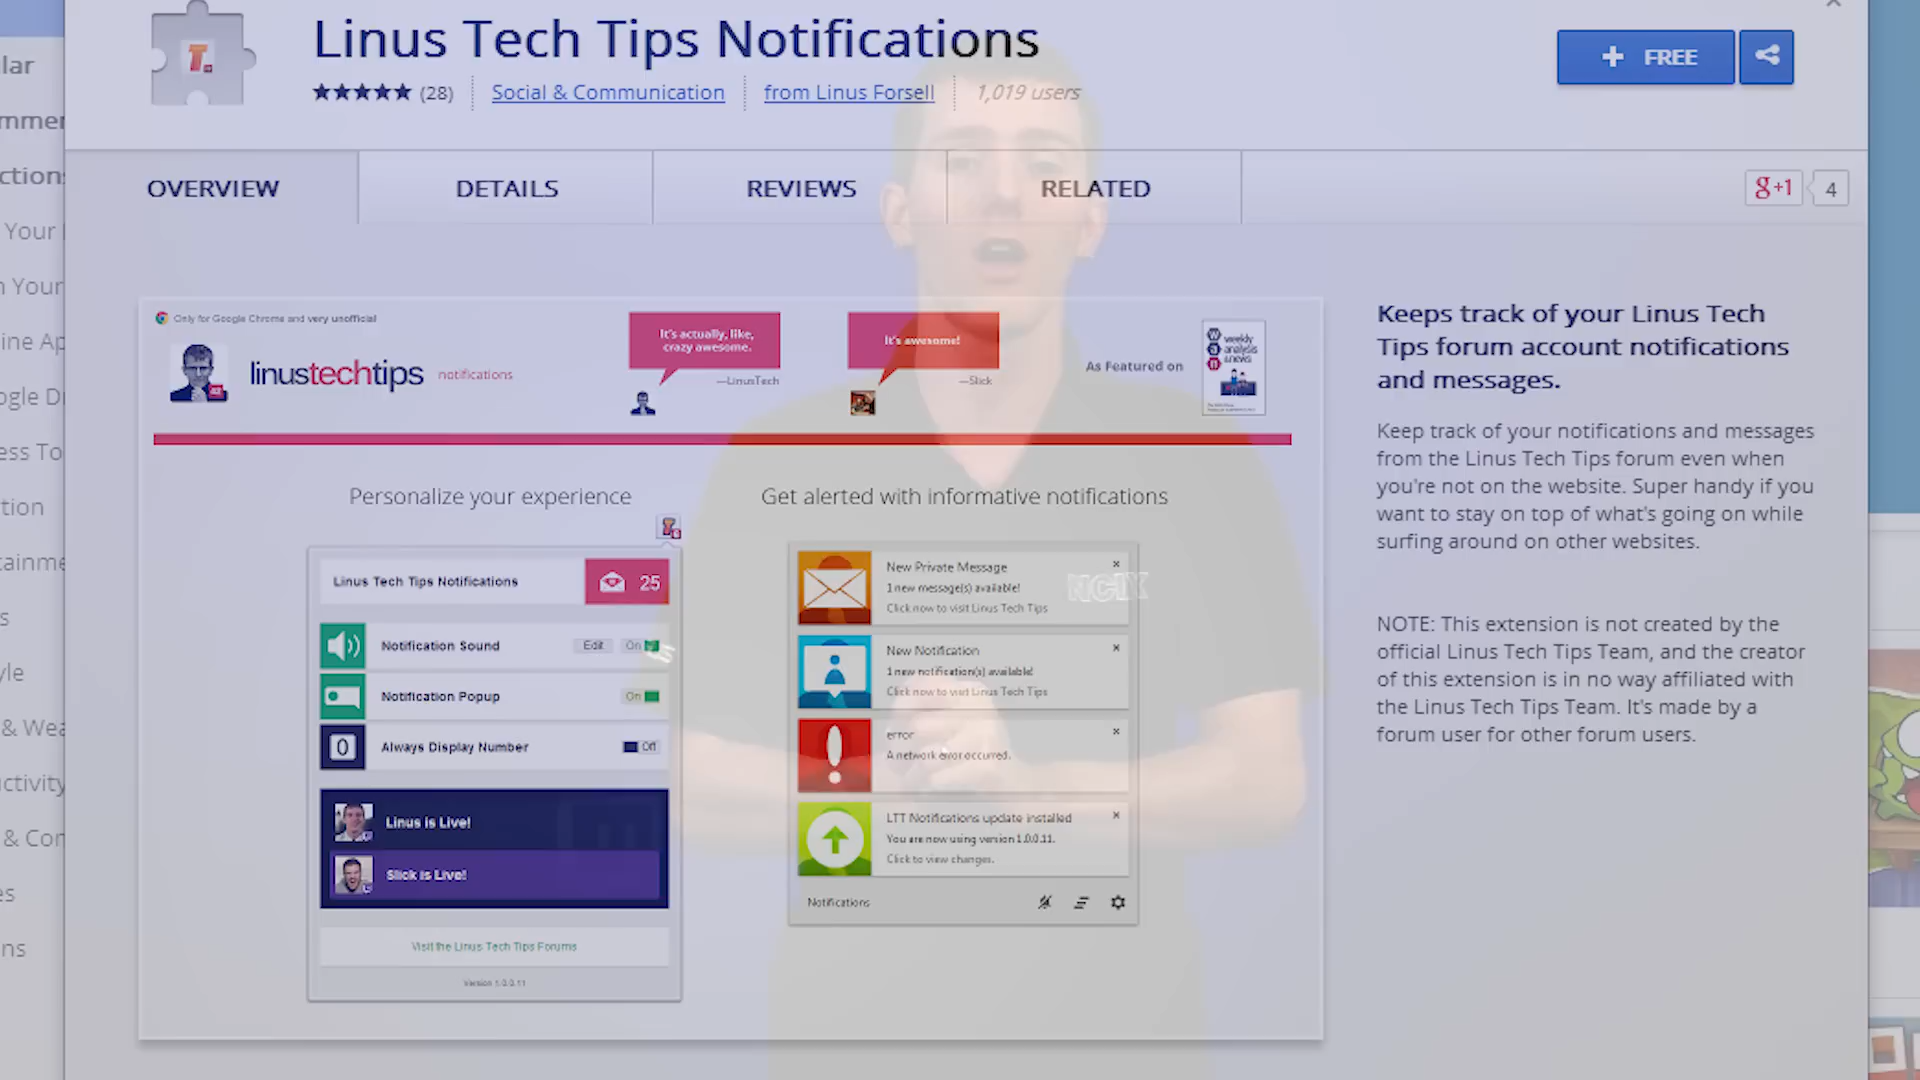 Linus Tech Tips Notifications
(28) Social & Communication from Linus Forsell 1,019 users
FREE
OVERVIEW DETAILS REVIEWS RELATED
g+1 4
Only for Google Chrome and very unofficial
linustechtips notifications
It's actually, like,
crazy awesome.
—LinusTech
It's awesome!
—Slick
As Featured on
weekly
analysis
&news
Personalize your experience
Linus Tech Tips Notifications 25
Notification Sound Edit On
Notification Popup On
0 Always Display Number Off
Linus is Live!
Slick is Live!
Visit the Linus Tech Tips Forums
Version 1.0.0.11
Get alerted with informative notifications
New Private Message
1 new message(s) available!
Click now to visit Linus Tech Tips
New Notification
1 new notification(s) available!
Click now to visit Linus Tech Tips
error
A network error occurred.
LTT Notifications update installed
You are now using version 1.0.0.11.
Click to view changes.
Notifications
NCIX
Keeps track of your Linus Tech
Tips forum account notifications
and messages.
Keep track of your notifications and messages
from the Linus Tech Tips forum even when
you're not on the website. Super handy if you
want to stay on top of what's going on while
surfing around on other websites.
NOTE: This extension is not created by the
official Linus Tech Tips Team, and the creator
of this extension is in no way affiliated with
the Linus Tech Tips Team. It's made by a
forum user for other forum users.